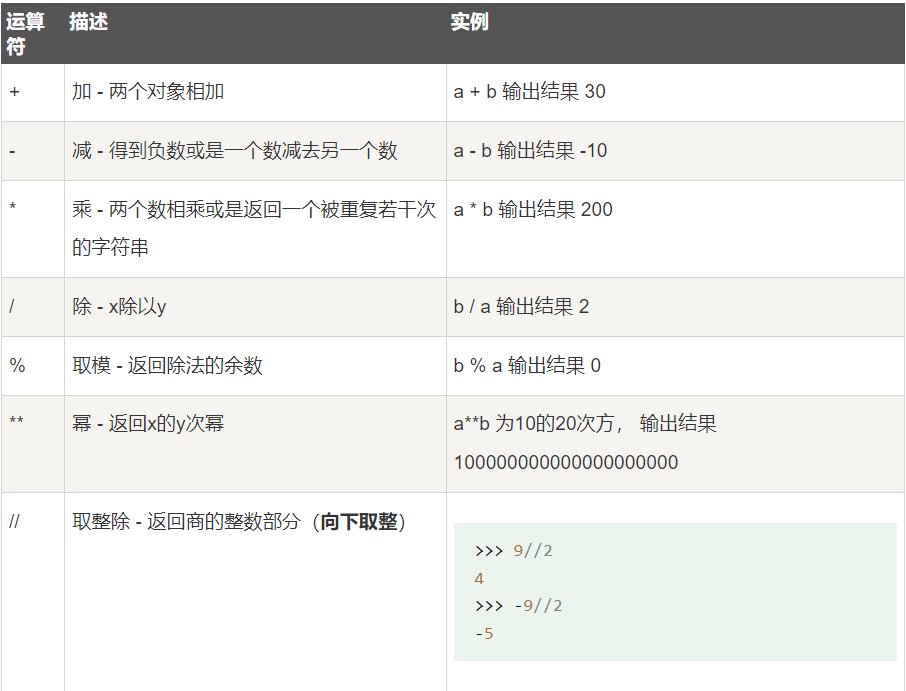 运算符 描述 实例
+ 加 - 两个对象相加 a + b 输出结果 30
- 减 - 得到负数或是一个数减去另一个数 a - b 输出结果 -10
* 乘 - 两个数相乘或是返回一个被重复若干次 a * b 输出结果 200
的字符串
/ 除 - x除以y b / a 输出结果 2
% 取模 - 返回除法的余数 b % a 输出结果 0
** 幂 - 返回x的y次幂 a**b 为10的20次方， 输出结果
100000000000000000000
// 取整除 - 返回商的整数部分（向下取整）
>>> 9//2
4
>>> -9//2
-5